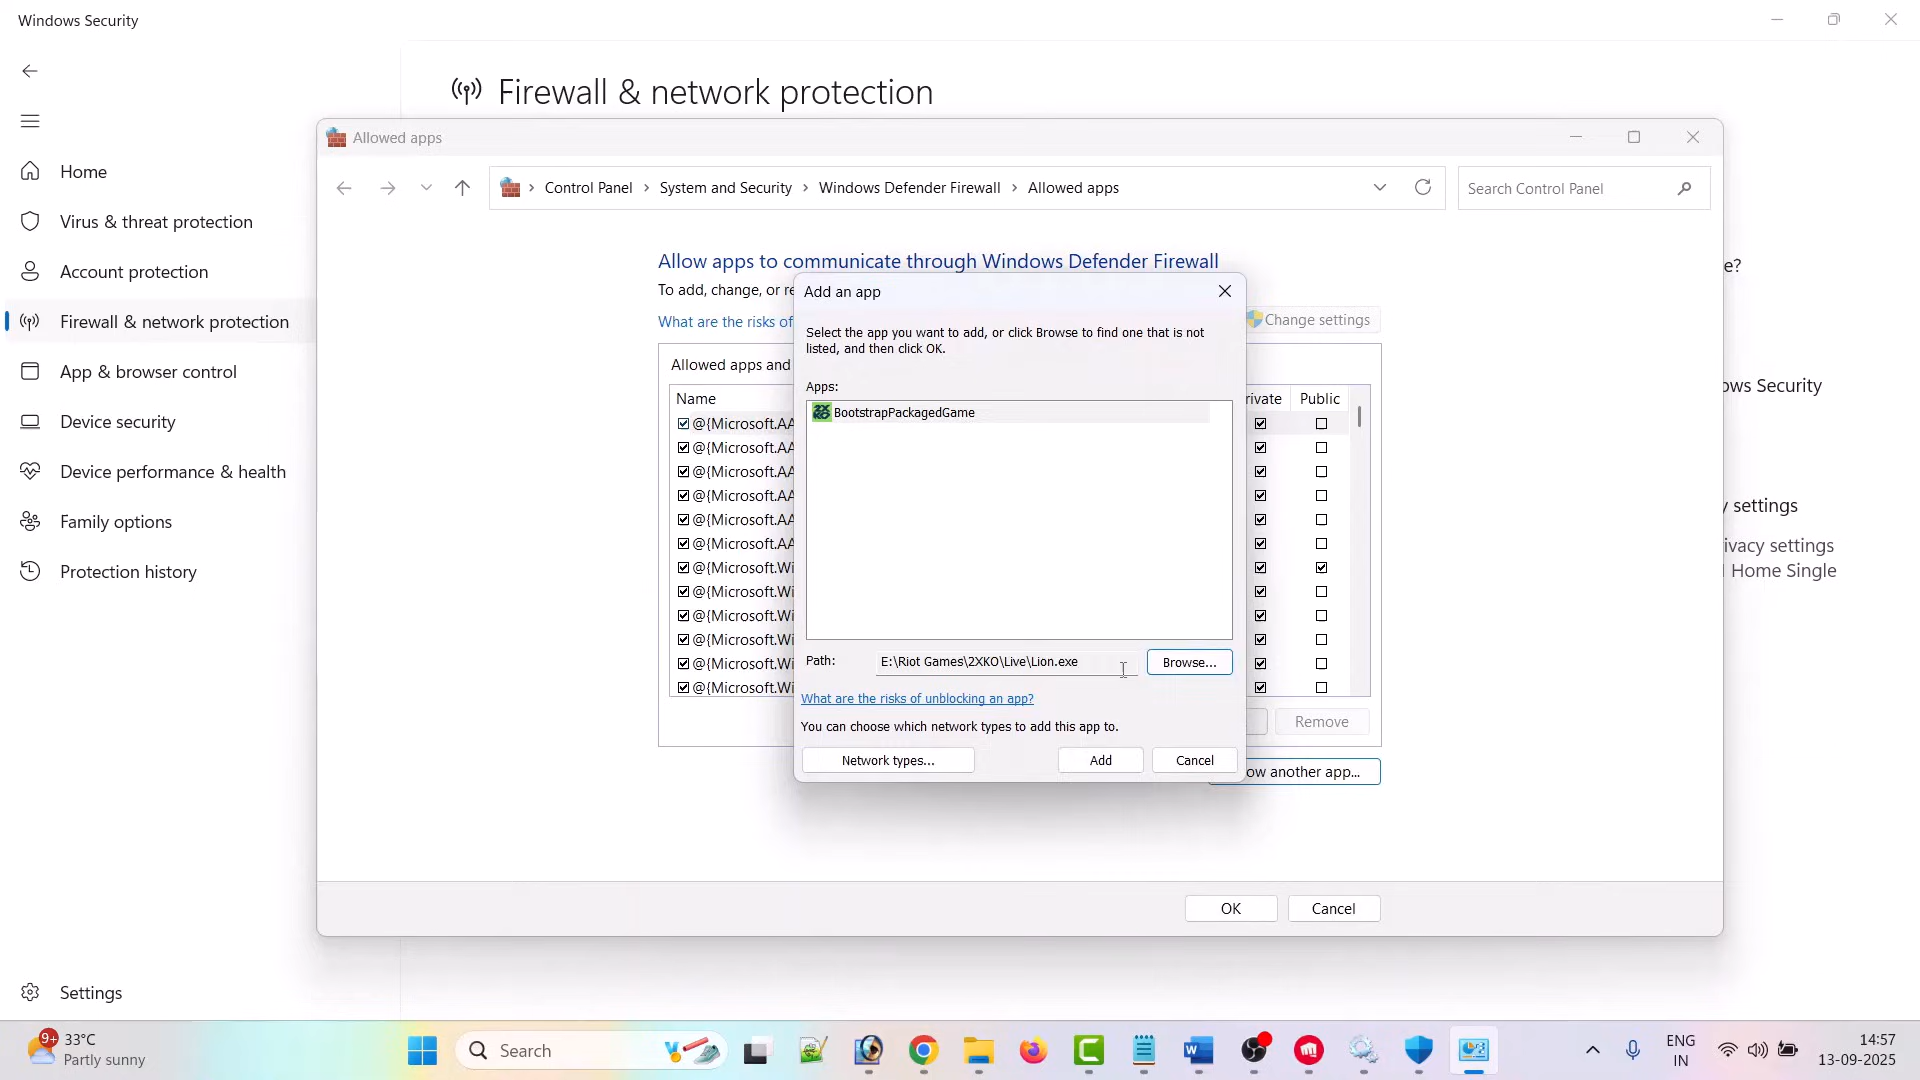 Windows Security
Firewall & network protection
Home
Virus & threat protection
Account protection
Firewall & network protection
App & browser control
Device security
Device performance & health
Family options
Protection history
Settings
Allowed apps
Control Panel > System and Security > Windows Defender Firewall > Allowed apps
Search Control Panel
Allow apps to communicate through Windows Defender Firewall
To add, change, or re
What are the risks of
Change settings
Allowed apps and
Name
rivate
Public
@{Microsoft.AA
@{Microsoft.AA
@{Microsoft.AA
@{Microsoft.AA
@{Microsoft.AA
@{Microsoft.AA
@{Microsoft.Wi
@{Microsoft.Wi
@{Microsoft.Wi
@{Microsoft.Wi
@{Microsoft.Wi
@{Microsoft.Wi
Remove
ow another app...
OK
Cancel
Add an app
Select the app you want to add, or click Browse to find one that is not
listed, and then click OK.
Apps:
BootstrapPackagedGame
Path:
E:\Riot Games\2XKO\Live\Lion.exe
Browse...
What are the risks of unblocking an app?
You can choose which network types to add this app to.
Network types...
Add
Cancel
e?
ows Security
y settings
ivacy settings
Home Single
9+
33°C
Partly sunny
Search
ENG
IN
14:57
13-09-2025